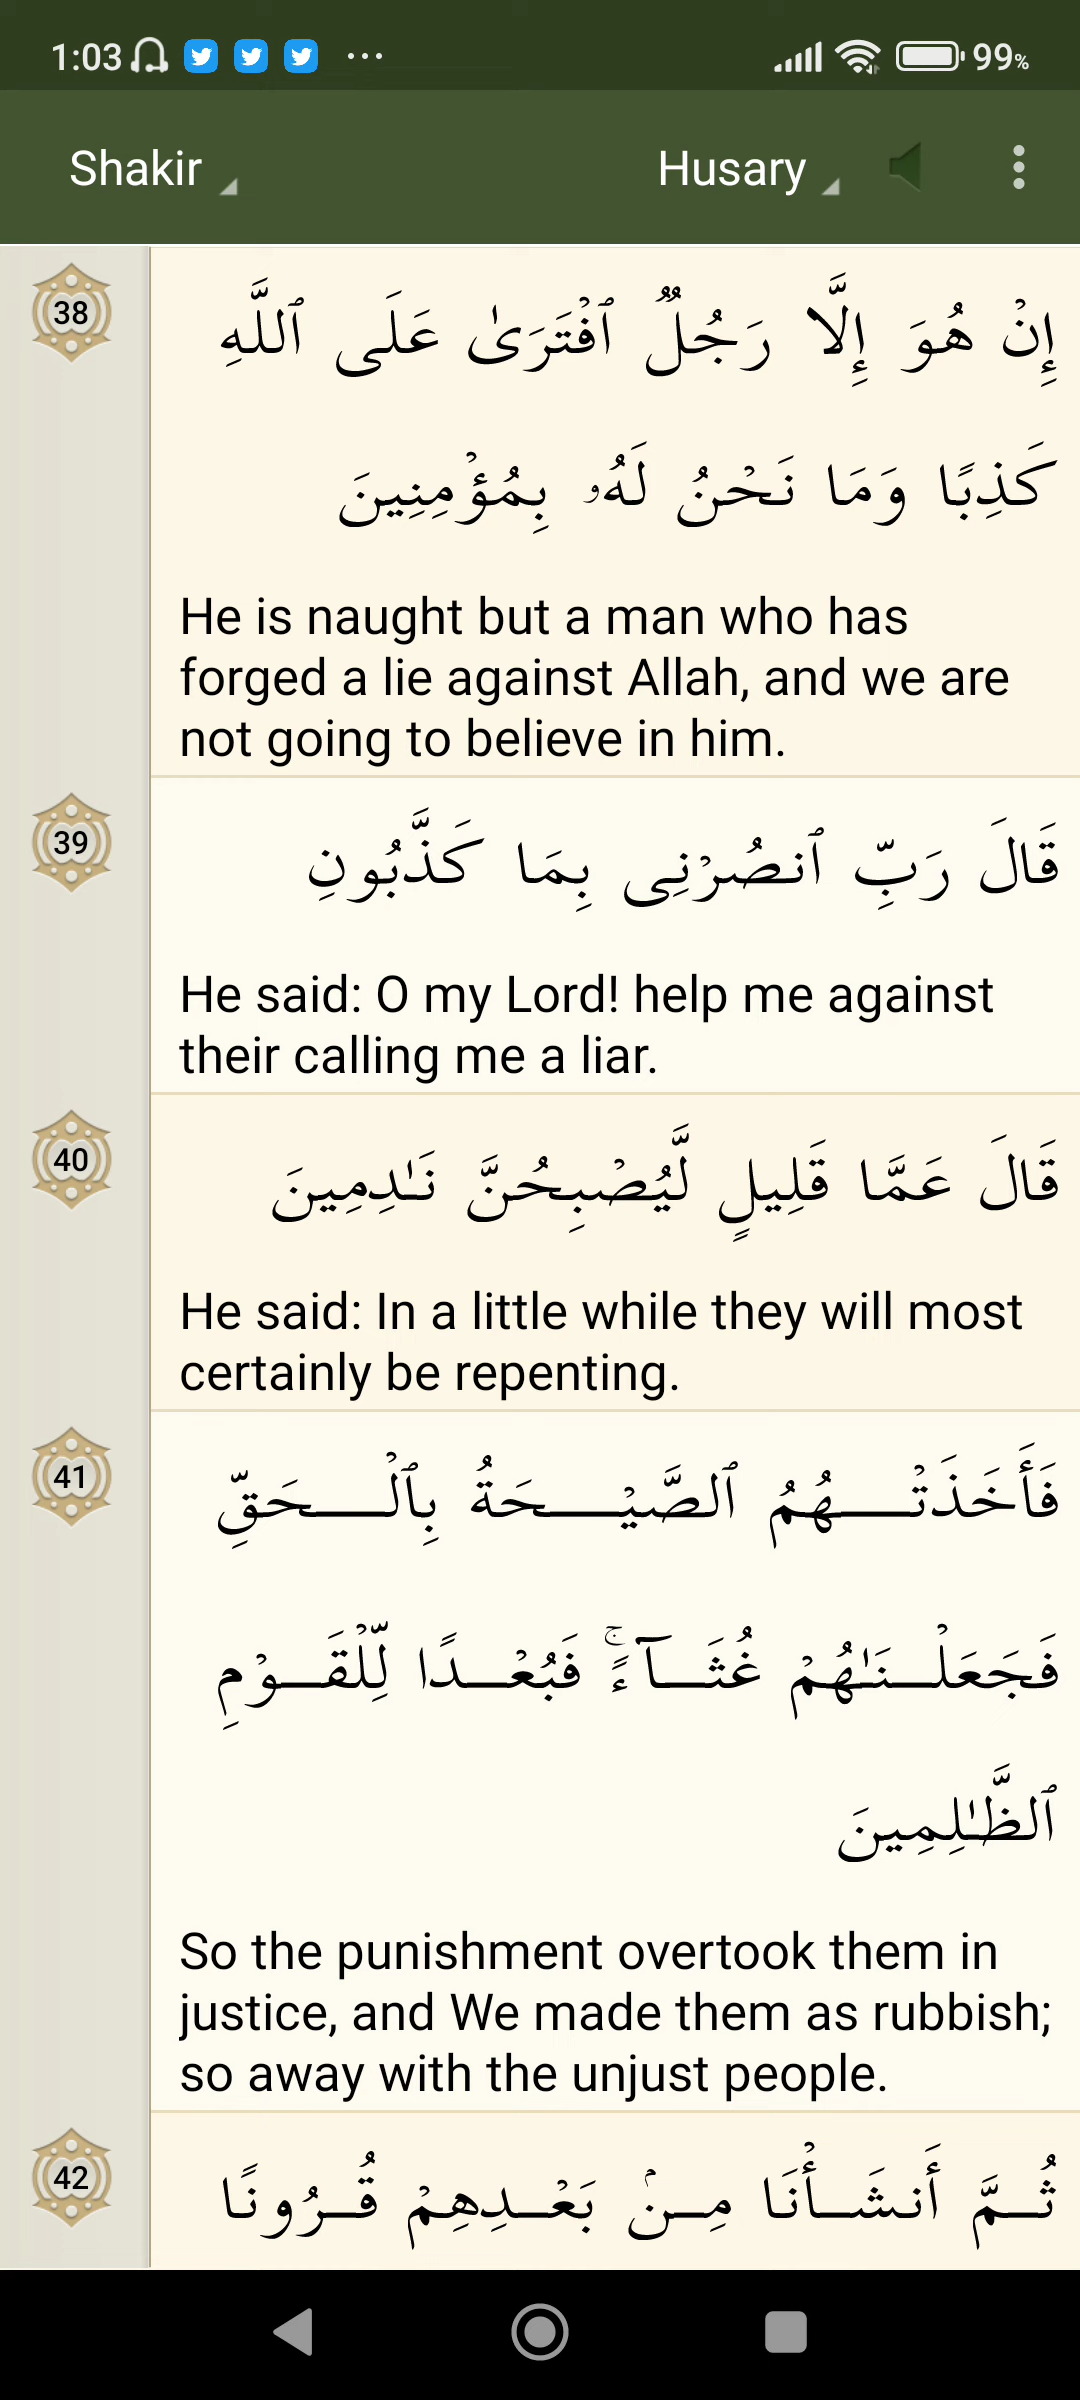 1:03 99%
Shakir Husary
38
إِنْ هُوَ إِلَّا رَجُلٌ ٱفْتَرَىٰ عَلَى ٱللَّهِ
كَذِبًا وَمَا نَحْنُ لَهُۥ بِمُؤْمِنِينَ
He is naught but a man who has
forged a lie against Allah, and we are
not going to believe in him.
39
قَالَ رَبِّ ٱنصُرْنِى بِمَا كَذَّبُونِ
He said: O my Lord! help me against
their calling me a liar.
40
قَالَ عَمَّا قَلِيلٍ لَّيُصْبِحُنَّ نَـٰدِمِينَ
He said: In a little while they will most
certainly be repenting.
41
فَأَخَذَتْهُمُ ٱلصَّيْحَةُ بِٱلْحَقِّ
فَجَعَلْنَـٰهُمْ غُثَآءً ۚ فَبُعْدًا لِّلْقَوْمِ
ٱلظَّـٰلِمِينَ
So the punishment overtook them in
justice, and We made them as rubbish;
so away with the unjust people.
42
ثُمَّ أَنشَأْنَا مِنۢ بَعْدِهِمْ قُرُونًا